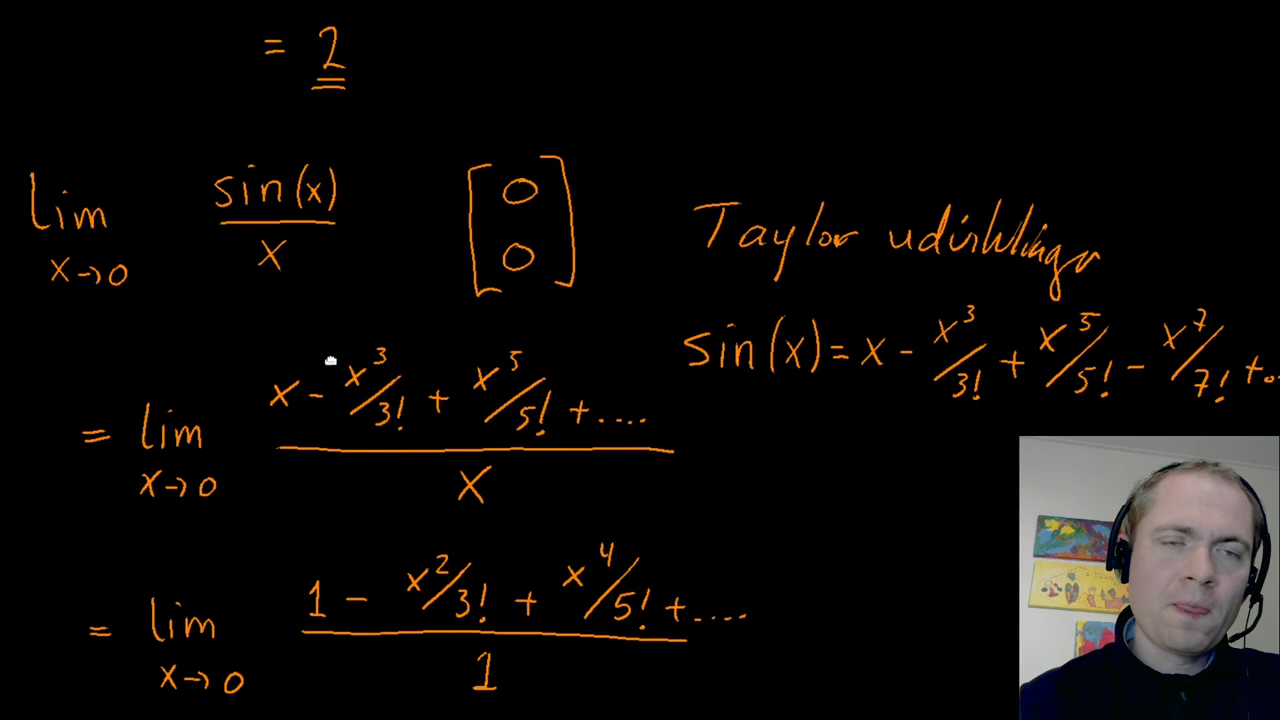 = 2
lim x→0 sin(x)/x [0 0]
Taylor
sin(x) = x - x³/3! + x⁵/5! - x⁷/7! +..
= lim x→0 (x - x³/3! + x⁵/5! + ....)/x
= lim x→0 (1 - x²/3! + x⁴/5! + ....)/1